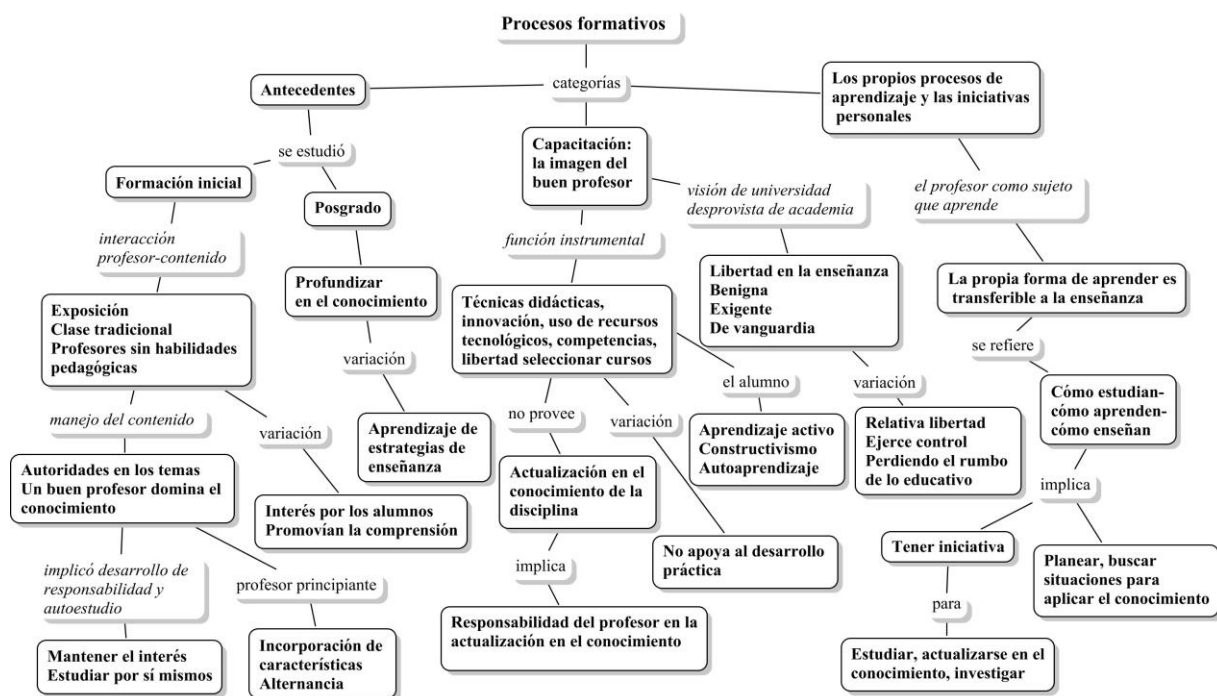 Procesos formativos
categorías
Antecedentes
se estudió
Formación inicial
interacción
profesor-contenido
Exposición
Clase tradicional
Profesores sin habilidades
pedagógicas
manejo del contenido
Autoridades en los temas
Un buen profesor domina el
conocimiento
implicó desarrollo de
responsabilidad y
autoestudio
Mantener el interés
Estudiar por sí mismos
profesor principiante
Incorporación de
características
Alternancia
variación
Interés por los alumnos
Promovían la comprensión
Posgrado
Profundizar
en el conocimiento
variación
Aprendizaje de
estrategias de
enseñanza
Capacitación:
la imagen del
buen profesor
función instrumental
Técnicas didácticas,
innovación, uso de recursos
tecnológicos, competencias,
libertad seleccionar cursos
no provee
Actualización en el
conocimiento de la
disciplina
implica
Responsabilidad del profesor en la
actualización en el conocimiento
variación
No apoya al desarrollo
práctica
el alumno
Aprendizaje activo
Constructivismo
Autoaprendizaje
visión de universidad
desprovista de academia
Libertad en la enseñanza
Benigna
Exigente
De vanguardia
variación
Relativa libertad
Ejerce control
Perdiendo el rumbo
de lo educativo
Los propios procesos de
aprendizaje y las iniciativas
personales
el profesor como sujeto
que aprende
La propia forma de aprender es
transferible a la enseñanza
se refiere
Cómo estudian-
cómo aprenden-
cómo enseñan
implica
Tener iniciativa
para
Estudiar, actualizarse en el
conocimiento, investigar
Planear, buscar
situaciones para
aplicar el conocimiento